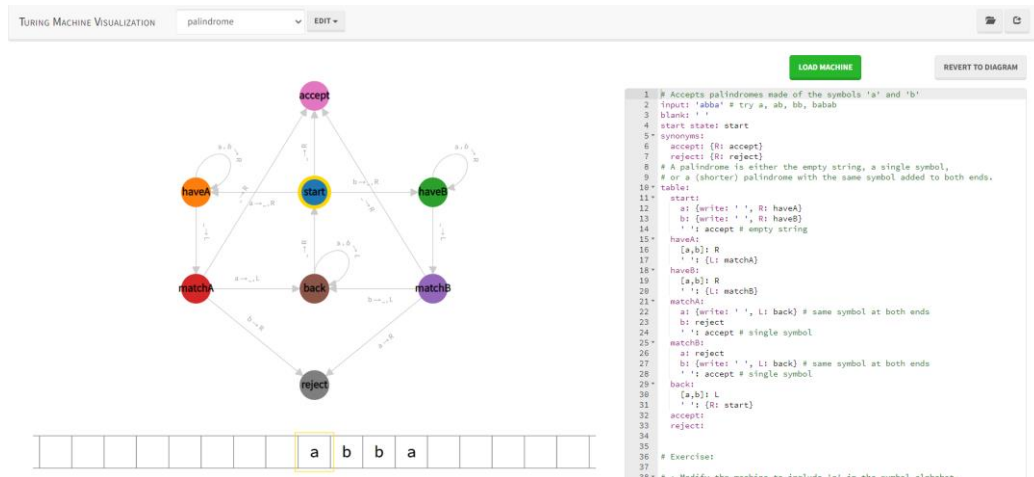 TURING MACHINE VISUALIZATION
palindrome
EDIT
LOAD MACHINE
REVERT TO DIAGRAM
accept
haveA
start
haveB
matchA
back
matchB
reject
a,b→R
a,b→R
b→␣,R
a→␣,R
a,b→L
a→␣,L
b→␣,L
b→R
a→R
a b b a
1 # Accepts palindromes made of the symbols 'a' and 'b'
2 input: 'abba' # try a, ab, bb, babab
3 blank: ' '
4 start state: start
5 synonyms:
6 accept: {R: accept}
7 reject: {R: reject}
8 # A palindrome is either the empty string, a single symbol,
9 # or a (shorter) palindrome with the same symbol added to both ends.
10 table:
11 start:
12 a: {write: ' ', R: haveA}
13 b: {write: ' ', R: haveB}
14 ' ': accept # empty string
15 haveA:
16 [a,b]: R
17 ' ': {L: matchA}
18 haveB:
19 [a,b]: R
20 ' ': {L: matchB}
21 matchA:
22 a: {write: ' ', L: back} # same symbol at both ends
23 b: reject
24 ' ': accept # single symbol
25 matchB:
26 a: reject
27 b: {write: ' ', L: back} # same symbol at both ends
28 ' ': accept # single symbol
29 back:
30 [a,b]: L
31 ' ': {R: start}
32 accept:
33 reject:
34
35
36 # Exercise:
37